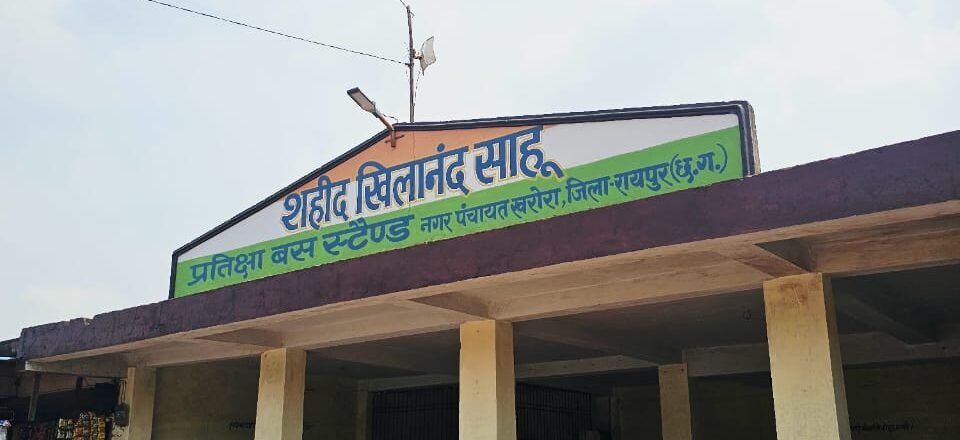 शहीद खिलानंद साहू
प्रतिक्षा बस स्टैण्ड नगर पंचायत खरोरा, जिला-रायपुर (छ.ग.)